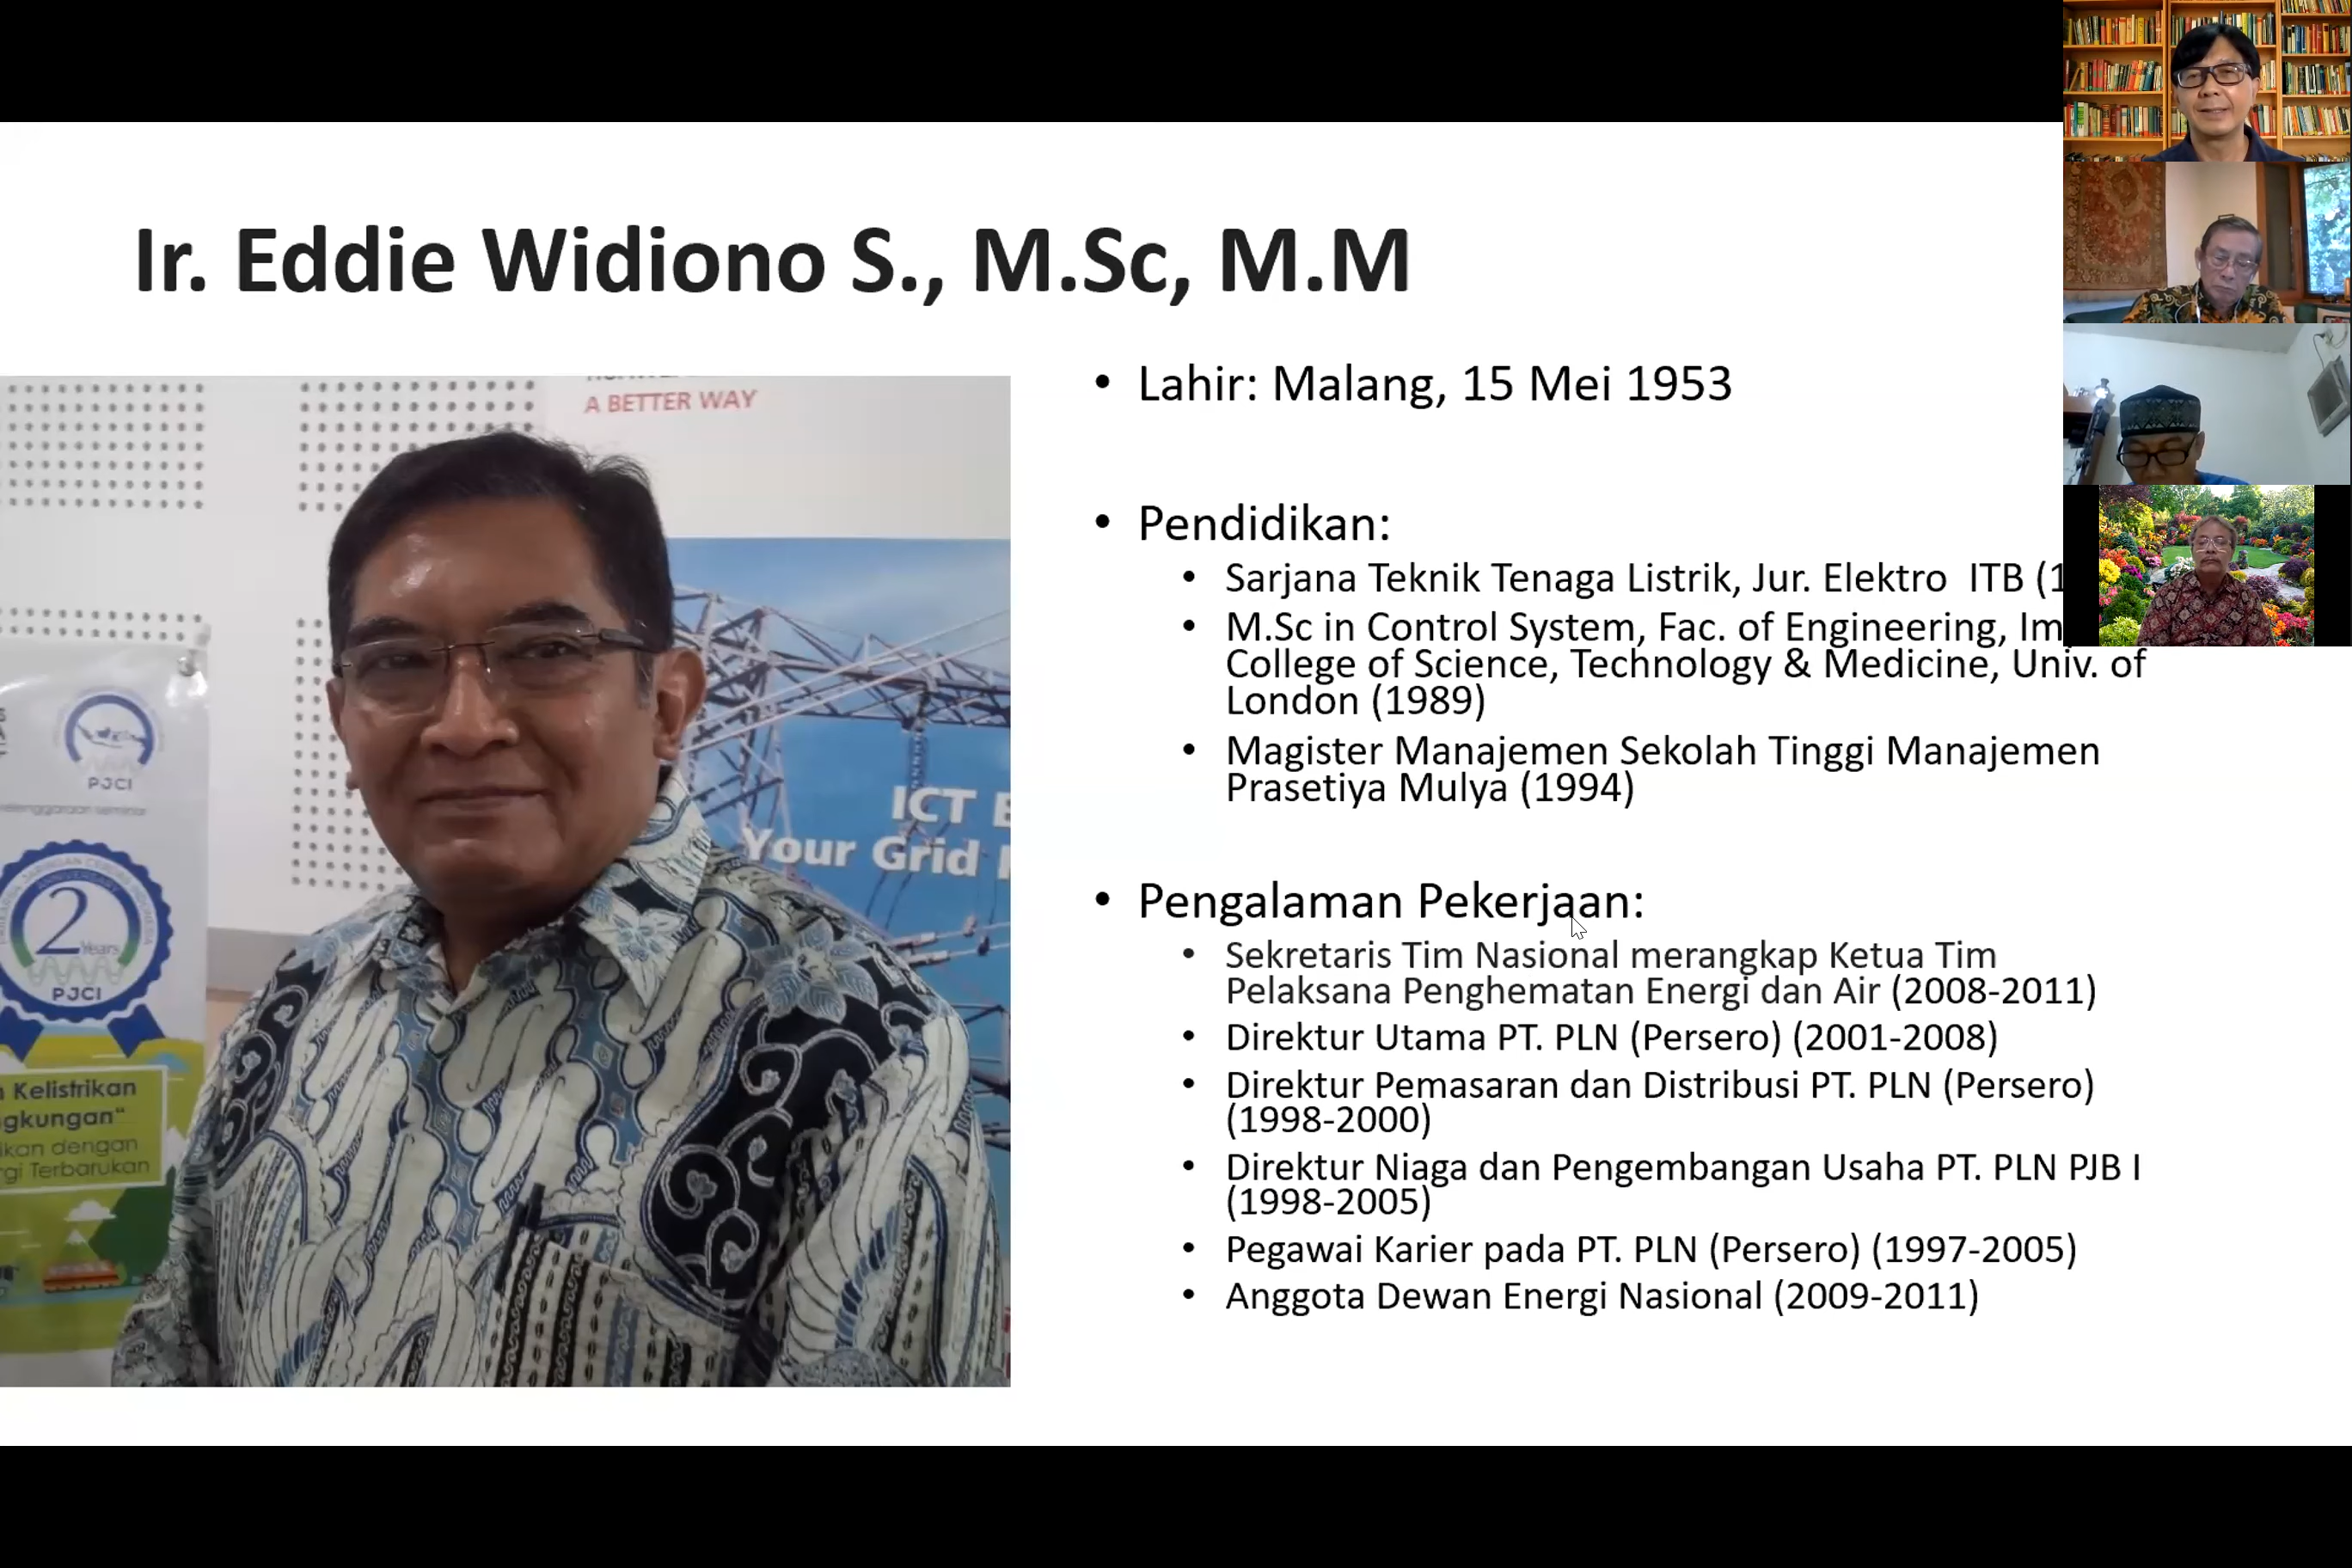 Ir. Eddie Widiono S., M.Sc, M.M
A BETTER WAY
PJCI
2 Years
ANNIVERSARY
PJCI
Kelistrikan
ikan dengan
Terbarukan
ICT
Your Grid
• Lahir: Malang, 15 Mei 1953
• Pendidikan:
• Sarjana Teknik Tenaga Listrik, Jur. Elektro ITB (1
• M.Sc in Control System, Fac. of Engineering, Im
College of Science, Technology & Medicine, Univ. of
London (1989)
• Magister Manajemen Sekolah Tinggi Manajemen
Prasetiya Mulya (1994)
• Pengalaman Pekerjaan:
• Sekretaris Tim Nasional merangkap Ketua Tim
Pelaksana Penghematan Energi dan Air (2008-2011)
• Direktur Utama PT. PLN (Persero) (2001-2008)
• Direktur Pemasaran dan Distribusi PT. PLN (Persero)
(1998-2000)
• Direktur Niaga dan Pengembangan Usaha PT. PLN PJB I
(1998-2005)
• Pegawai Karier pada PT. PLN (Persero) (1997-2005)
• Anggota Dewan Energi Nasional (2009-2011)